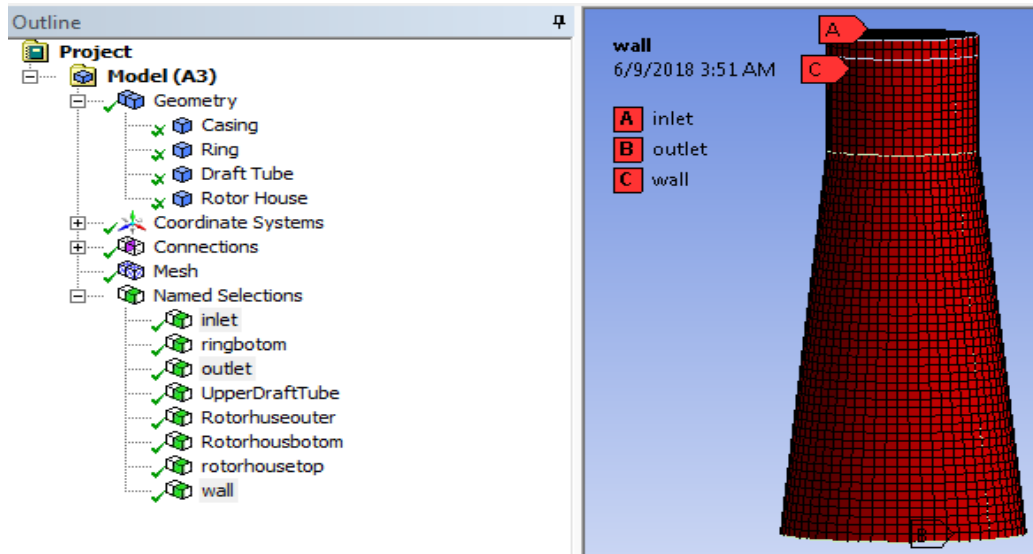 Outline
Project
Model (A3)
Geometry
Casing
Ring
Draft Tube
Rotor House
Coordinate Systems
Connections
Mesh
Named Selections
inlet
ringbotom
outlet
UpperDraftTube
Rotorhuseouter
Rotorhousbotom
rotorhousetop
wall
wall
6/9/2018 3:51 AM
A inlet
B outlet
C wall
A
C
B